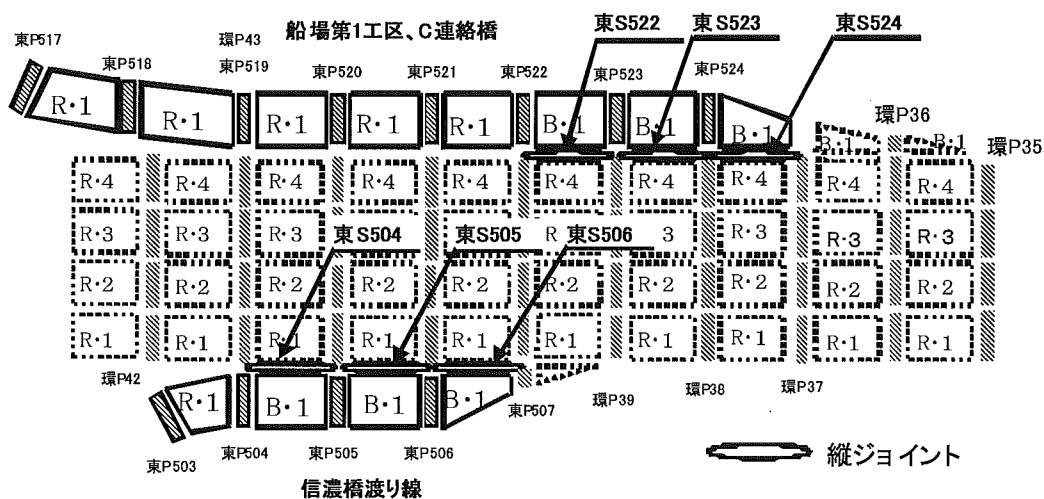 船場第1工区、C連絡橋
東S522 東S523 東S524
東P517 東P518 環P43 東P519 東P520 東P521 東P522 東P523 東P524
R・1 R・1 R・1 R・1 R・1 B・1 B・1 B・1 B・1 B・1
環P36 環P35
R・4 R・4 R・4 R・4 R・4 R・4 R・4 R・4 R・4 R・4
R・3 R・3 R・3 R 3 R・3 R・3 R・3
東S504 東S505 東S506
R・2 R・2 R・2 R・2 R・2 R・2 R・2 R・2 R・2 R・2
R・1 R・1 R・1 R・1 R・1 R・1 R・1 R・1 R・1 R・1
環P42 環P39 環P38 環P37
R・1 B・1 B・1 B・1
東P503 東P504 東P505 東P506 東P507
縦ジョイント
信濃橋渡り線